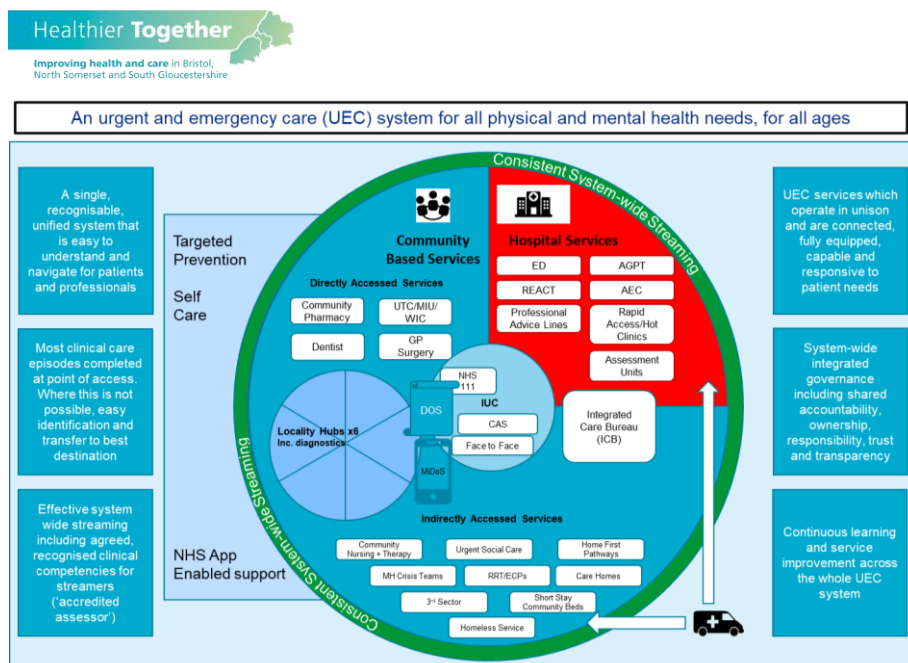 Healthier Together
Improving health and care in Bristol,
North Somerset and South Gloucestershire
An urgent and emergency care (UEC) system for all physical and mental health needs, for all ages
A single,
recognisable,
unified system that
is easy to
understand and
navigate for patients
and professionals
Most clinical care
episodes completed
at point of access.
Where this is not
possible, easy
identification and
transfer to best
destination
Effective system
wide streaming
including agreed,
recognised clinical
competencies for
streamers
('accredited
assessor')
Targeted
Prevention
Self
Care
NHS App
Enabled support
Consistent System-wide Streaming
Consistent System-wide Streaming
Community
Based Services
Directly Accessed Services
Community
Pharmacy
UTC/MIU/
WIC
Dentist
GP
Surgery
Hospital Services
ED
AGPT
REACT
AEC
Professional
Advice Lines
Rapid
Access/Hot
Clinics
Assessment
Units
NHS
111
IUC
DOS
CAS
Face to Face
MiDoS
Locality Hubs x6
Inc. diagnostics
Integrated
Care Bureau
(ICB)
Indirectly Accessed Services
Community
Nursing + Therapy
Urgent Social Care
Home First
Pathways
MH Crisis Teams
RRT/ECPs
Care Homes
3rd Sector
Short Stay
Community Beds
Homeless Service
UEC services which
operate in unison
and are connected,
fully equipped,
capable and
responsive to
patient needs
System-wide
integrated
governance
including shared
accountability,
ownership,
responsibility, trust
and transparency
Continuous learning
and service
improvement across
the whole UEC
system